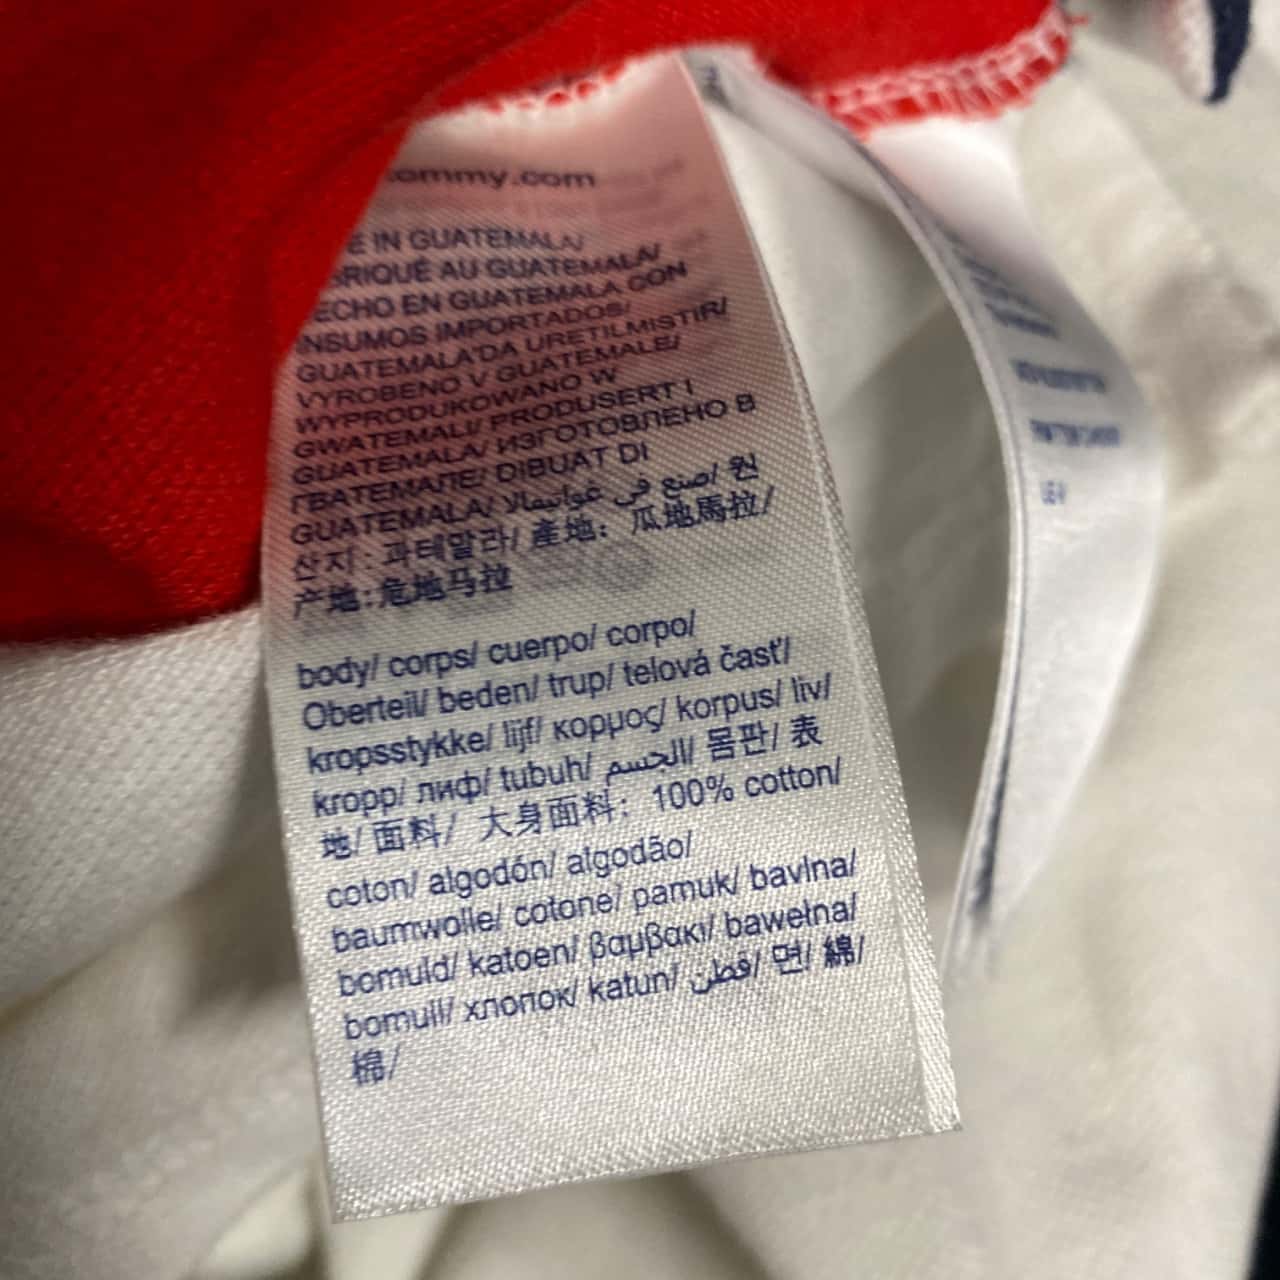 tommy.com
E IN GUATEMALA/
BRIQUÉ AU GUATEMALA/
ECHO EN GUATEMALA CON
INSUMOS IMPORTADOS/
GUATEMALA'DA URETILMISTIR/
VYROBENO V GUATEMALE/
WYPRODUKOWANO W
GWATEMALI/ PRODUSERT I
GUATEMALA/ ИЗГОТОВЛЕНО В
ГВАТЕМАЛЕ/ DIBUAT DI
GUATEMALA/ صنع في غواتيمالا/ 원
산지 : 과테말라/ 產地: 瓜地馬拉/
产地:危地马拉
body/ corps/ cuerpo/ corpo/
Oberteil/ beden/ trup/ telová časť/
kropsstykke/ lijf/ κορμος/ korpus/ liv/
kropp/ лиф/ tubuh/ الجسم/ 몸판/ 表
地/ 面料/ 大身面料: 100% cotton/
coton/ algodón/ algodão/
baumwolle/ cotone/ pamuk/ bavlna/
bomuld/ katoen/ βαμβακι/ bawełna/
bomull/ хлопок/ katun/ قطن/ 면/ 綿/
棉/